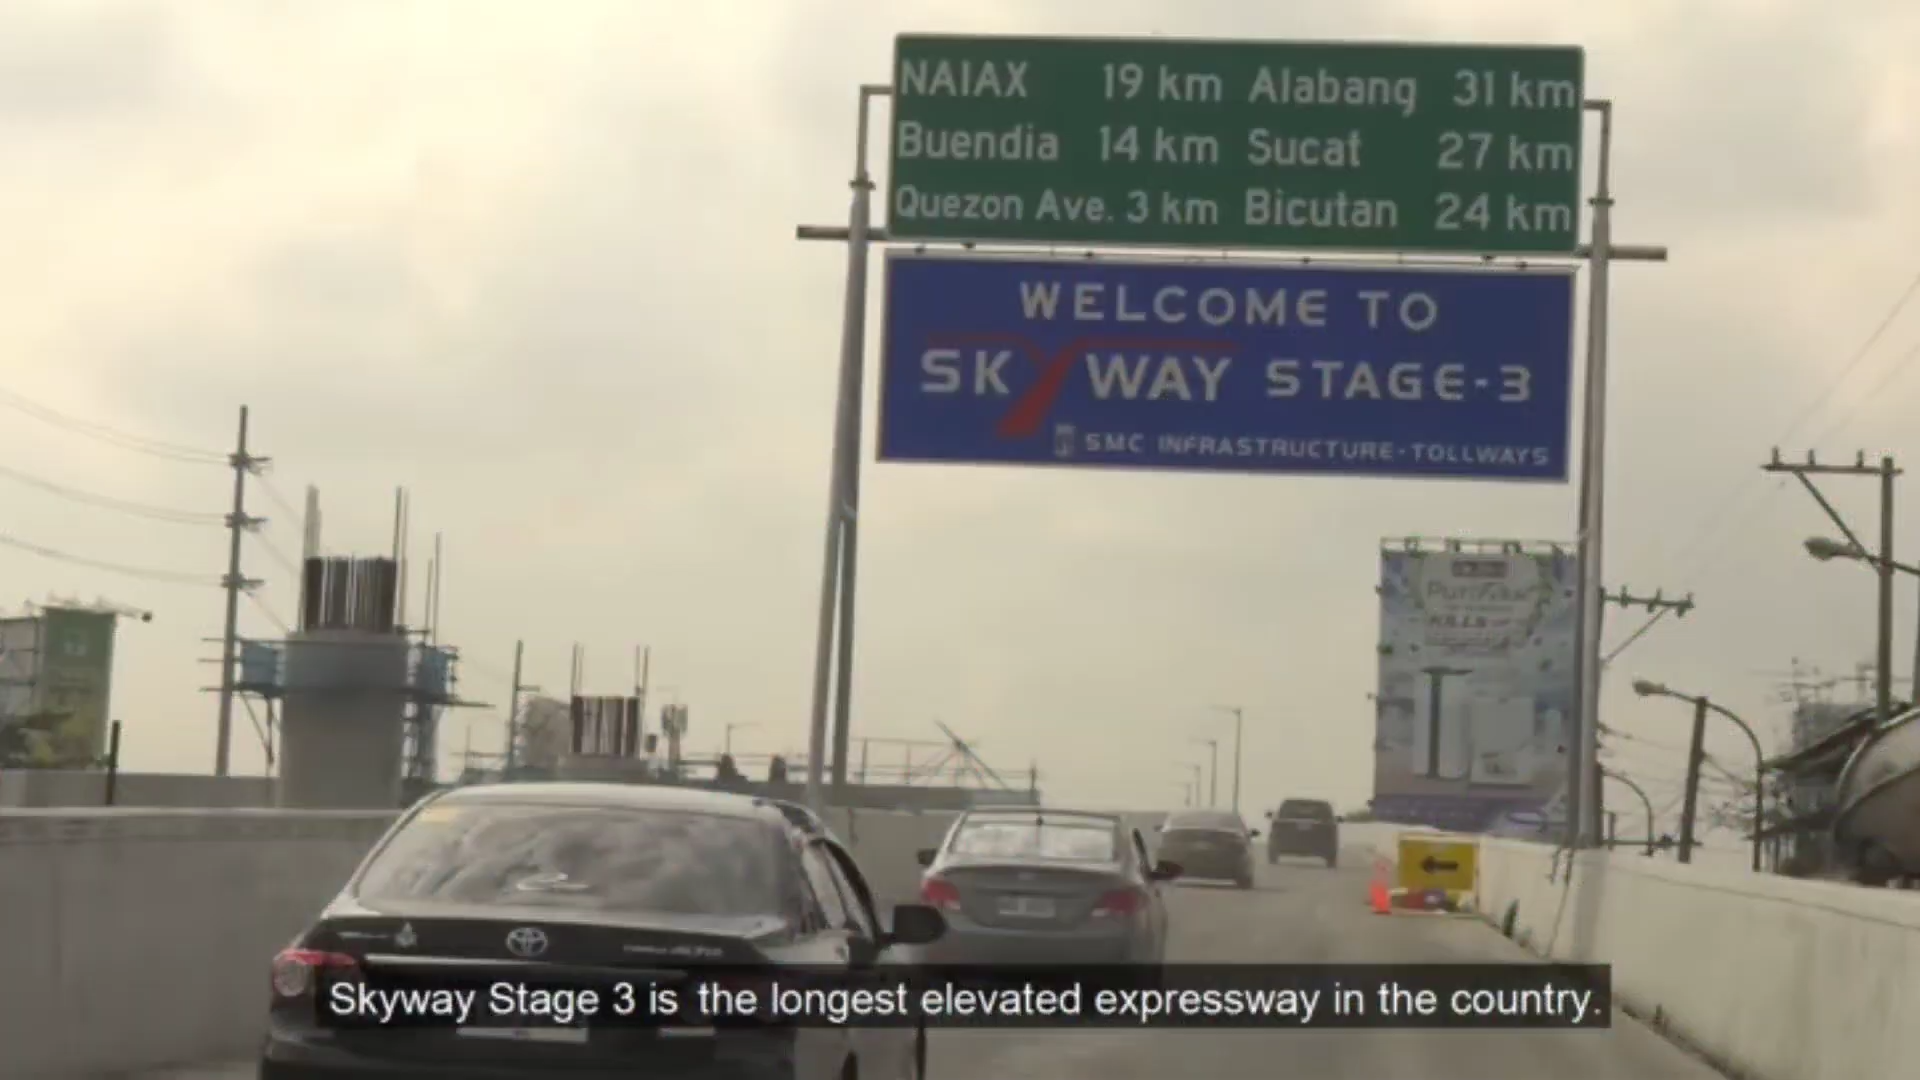 NAIAX 19 km Alabang 31 km
Buendia 14 km Sucat 27 km
Quezon Ave. 3 km Bicutan 24 km
WELCOME TO
SKYWAY STAGE-3
SMC INFRASTRUCTURE-TOLLWAYS
KILLS
Skyway Stage 3 is the longest elevated expressway in the country.